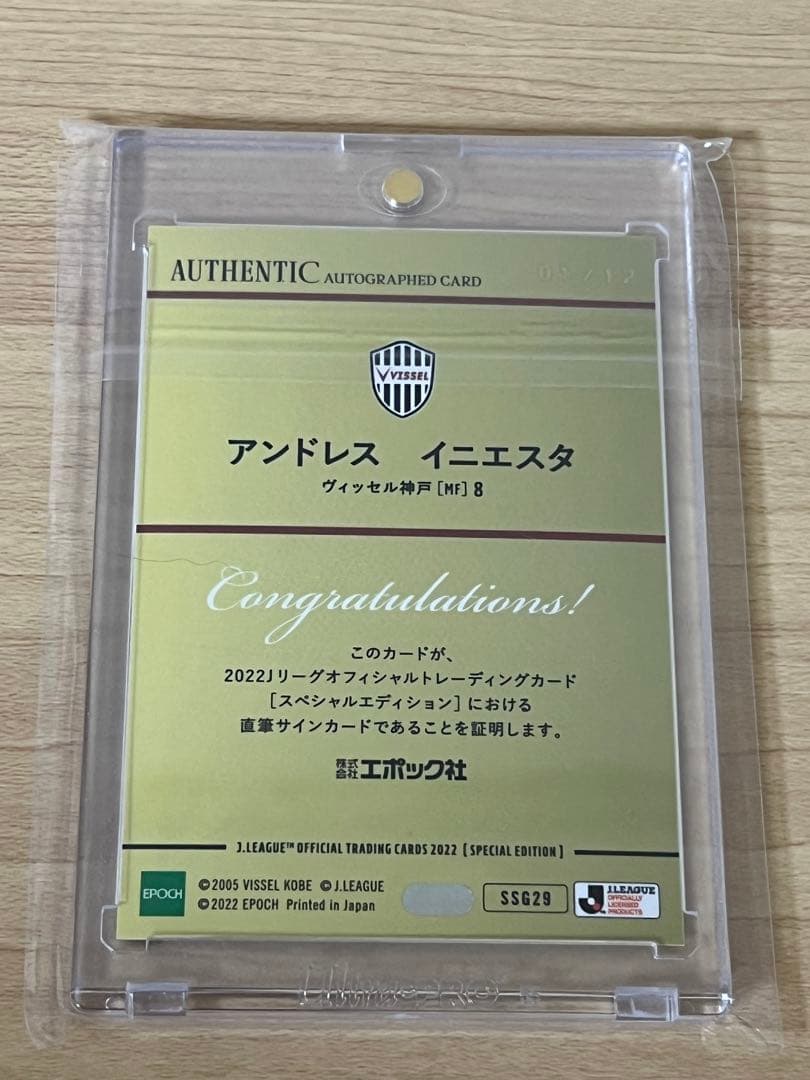 AUTHENTIC AUTOGRAPHED CARD
VISSEL
アンドレス イニエスタ
ヴィッセル神戸[MF]8
Congratulations!
このカードが、
2022Jリーグオフィシャルトレーディングカード
[スペシャルエディション]における
直筆サインカードであることを証明します。
株式会社エポック社
J.LEAGUE™ OFFICIAL TRADING CARDS 2022 [SPECIAL EDITION]
EPOCH
©2005 VISSEL KOBE ©J.LEAGUE
©2022 EPOCH Printed in Japan
SSG29
J.LEAGUE
OFFICIALLY
LICENSED
PRODUCTS